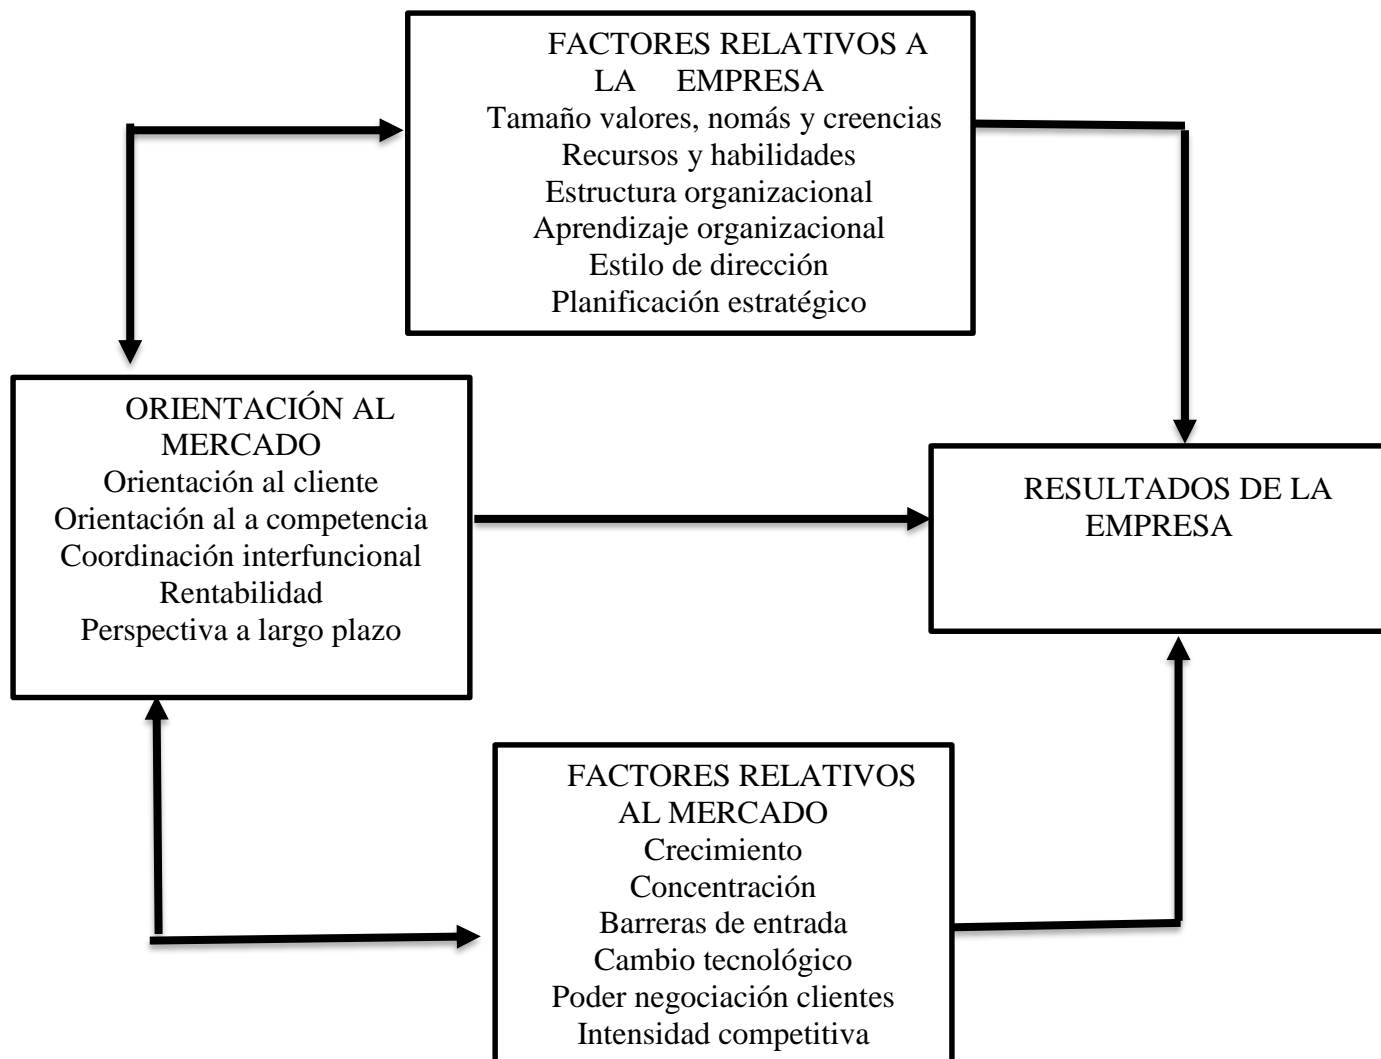 FACTORES RELATIVOS A
LA EMPRESA
Tamaño valores, nomás y creencias
Recursos y habilidades
Estructura organizacional
Aprendizaje organizacional
Estilo de dirección
Planificación estratégico
ORIENTACIÓN AL
MERCADO
Orientación al cliente
Orientación al a competencia
Coordinación interfuncional
Rentabilidad
Perspectiva a largo plazo
RESULTADOS DE LA
EMPRESA
FACTORES RELATIVOS
AL MERCADO
Crecimiento
Concentración
Barreras de entrada
Cambio tecnológico
Poder negociación clientes
Intensidad competitiva